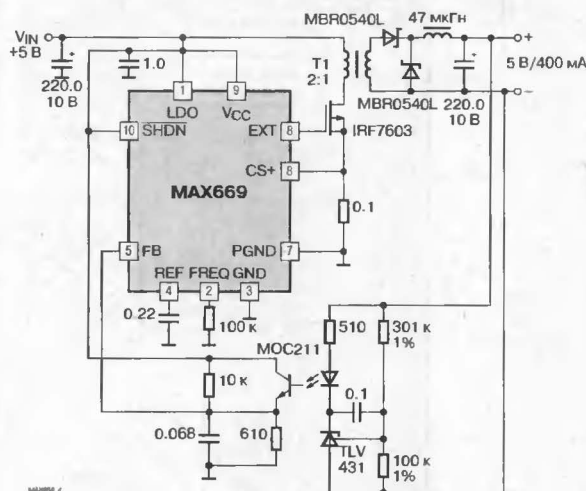 MBR0540L
47 мкГн
VIN
+5 В
+
220.0
10 В
1.0
T1
2:1
MBR0540L
+
5 В/400 мА
−
+
220.0
10 В
1
LDO
9
VCC
10
SHDN
EXT
8
IRF7603
CS+
8
MAX669
0.1
5
FB
PGND
7
REF
FREQ
GND
4
2
3
0.22
100 к
510
301 к
1%
MOC211
10 к
0.1
0.068
610
TLV
431
100 к
1%